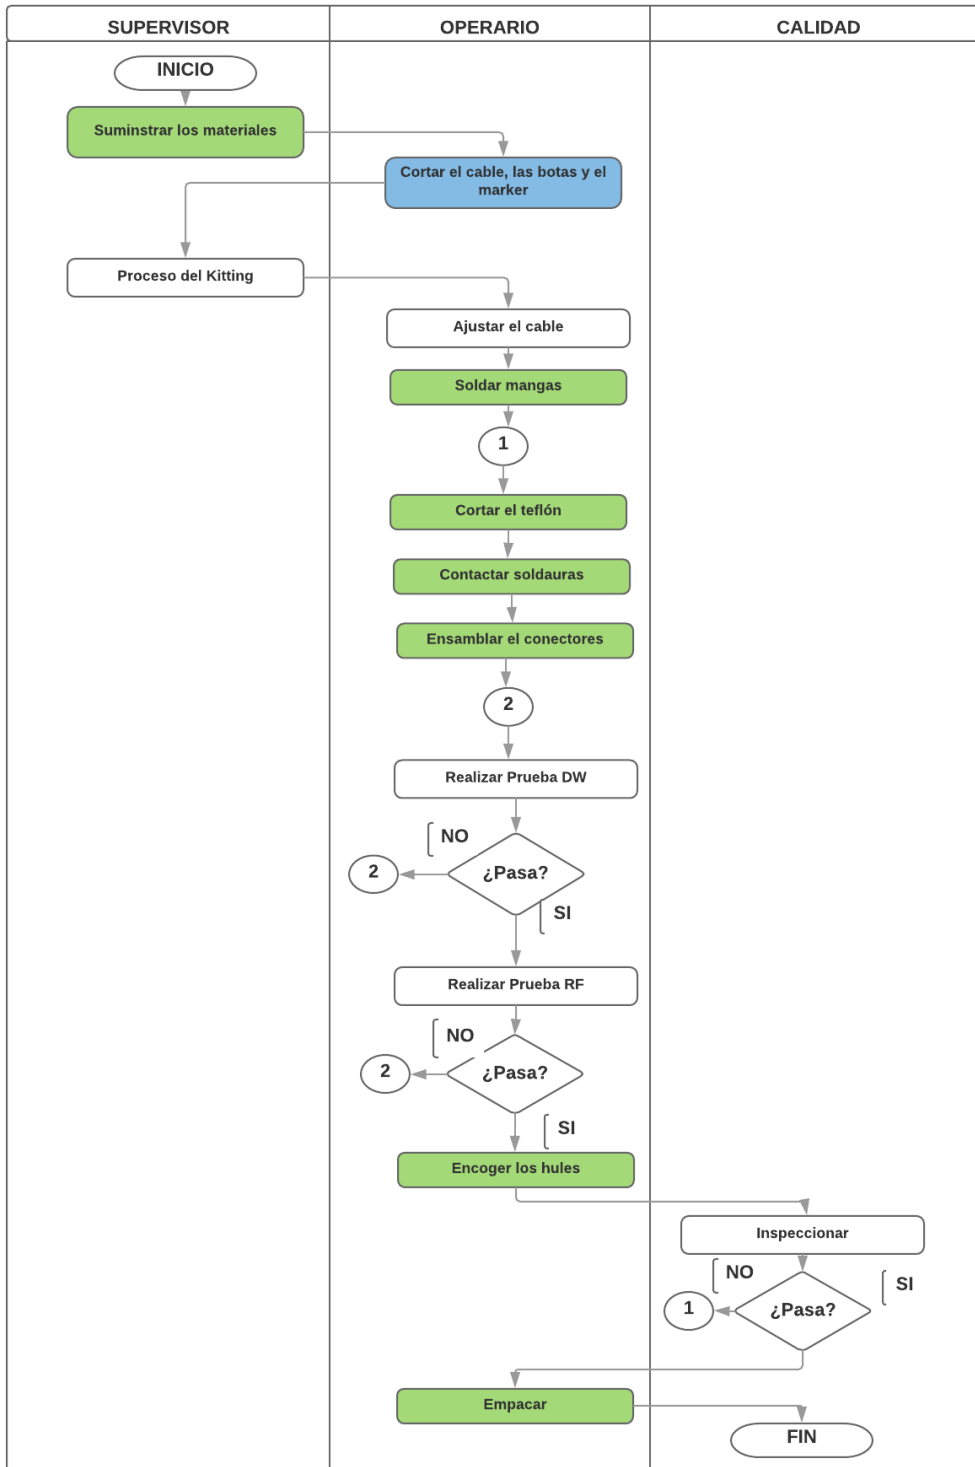 SUPERVISOR
OPERARIO
CALIDAD
INICIO
Suminstrar los materiales
Cortar el cable, las botas y el
marker
Proceso del Kitting
Ajustar el cable
Soldar mangas
1
Cortar el teflón
Contactar soldauras
Ensamblar el conectores
2
Realizar Prueba DW
NO
2
¿Pasa?
SI
Realizar Prueba RF
NO
2
¿Pasa?
SI
Encoger los hules
Inspeccionar
NO
SI
1
¿Pasa?
Empacar
FIN